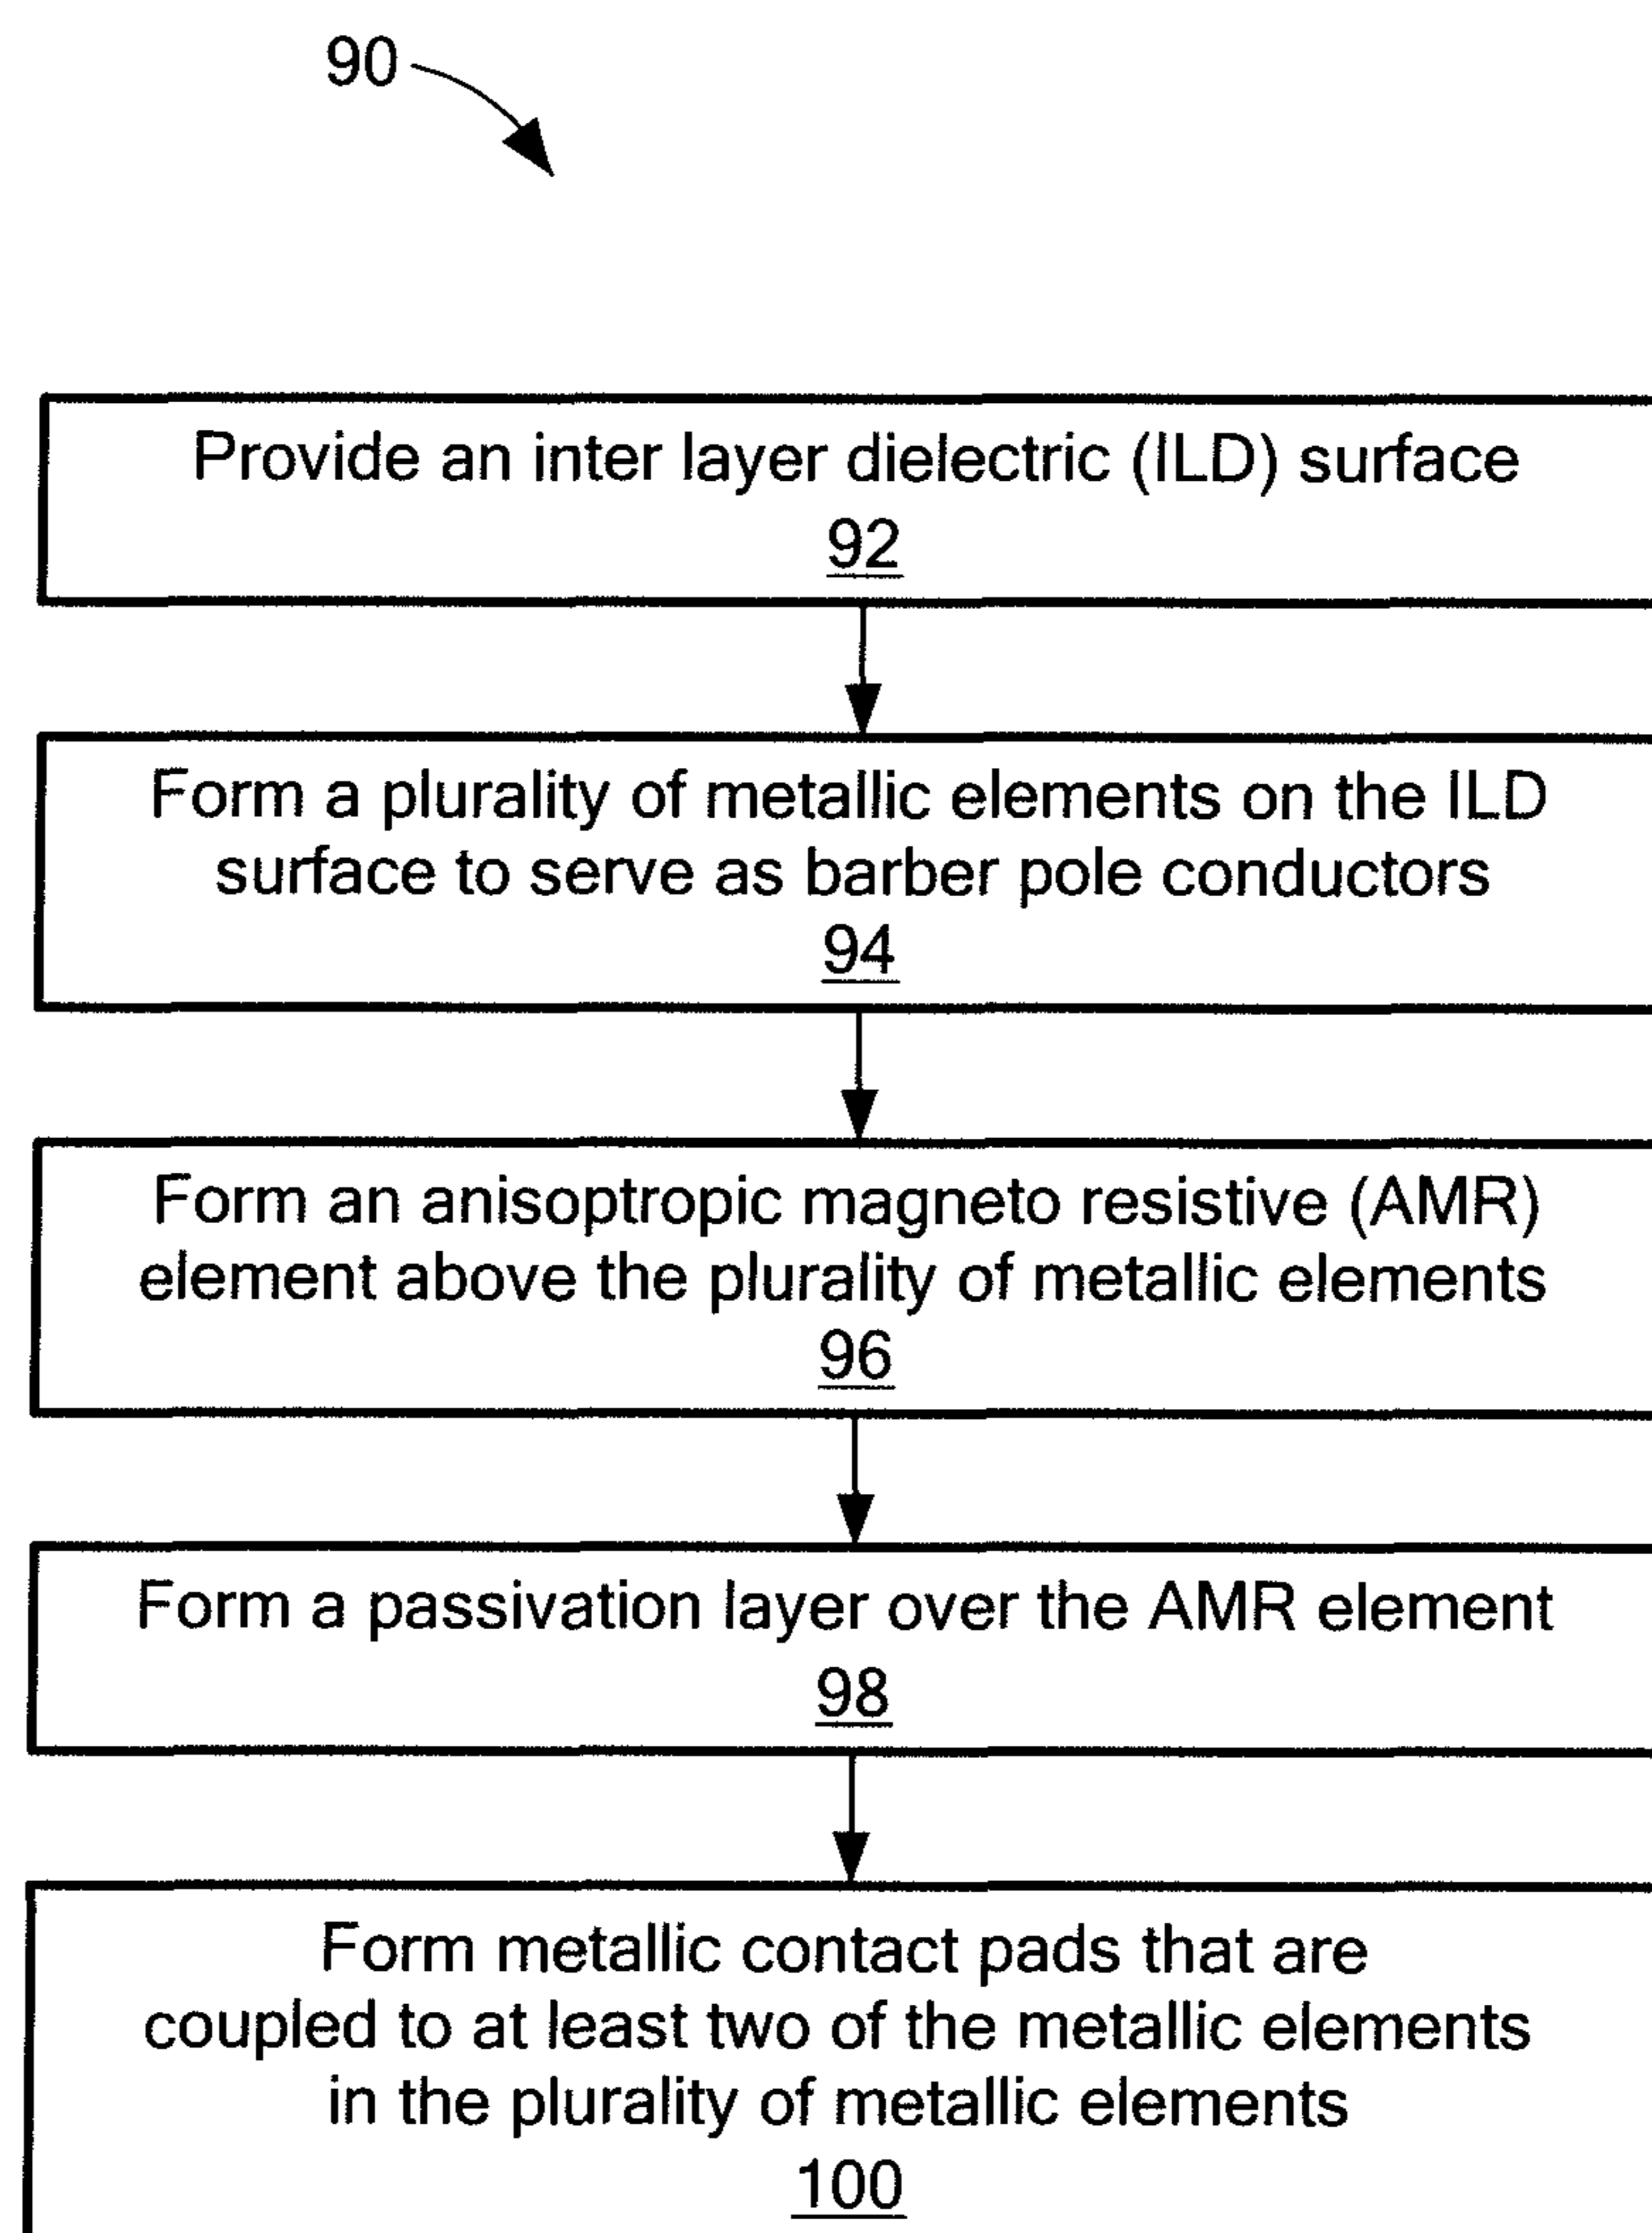 90
Provide an inter layer dielectric (ILD) surface
92
Form a plurality of metallic elements on the ILD
surface to serve as barber pole conductors
94
Form an anisoptropic magneto resistive (AMR)
element above the plurality of metallic elements
96
Form a passivation layer over the AMR element
98
Form metallic contact pads that are
coupled to at least two of the metallic elements
in the plurality of metallic elements
100